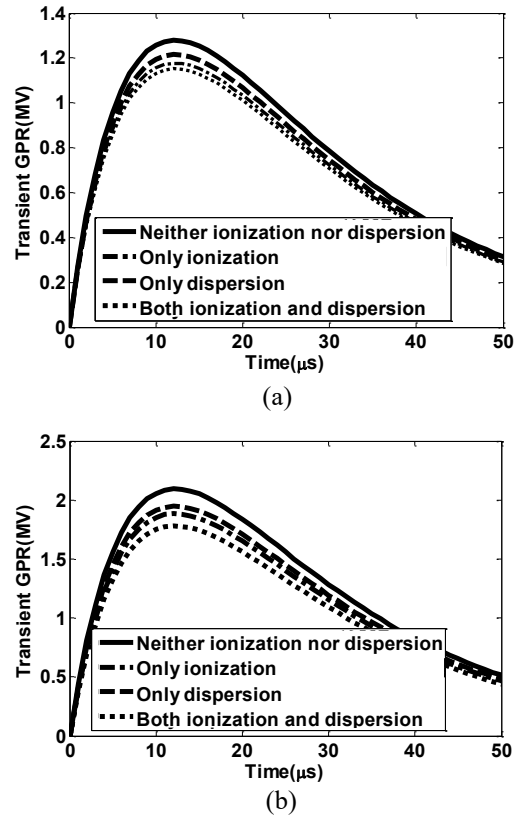 1.4
1.2
1
0.8
0.6
0.4
0.2
0
Transient GPR(MV)
Neither ionization nor dispersion
Only ionization
Only dispersion
Both ionization and dispersion
0 10 20 30 40 50
Time(μs)
(a)
2.5
2
1.5
1
0.5
0
Transient GPR(MV)
Neither ionization nor dispersion
Only ionization
Only dispersion
Both ionization and dispersion
0 10 20 30 40 50
Time(μs)
(b)